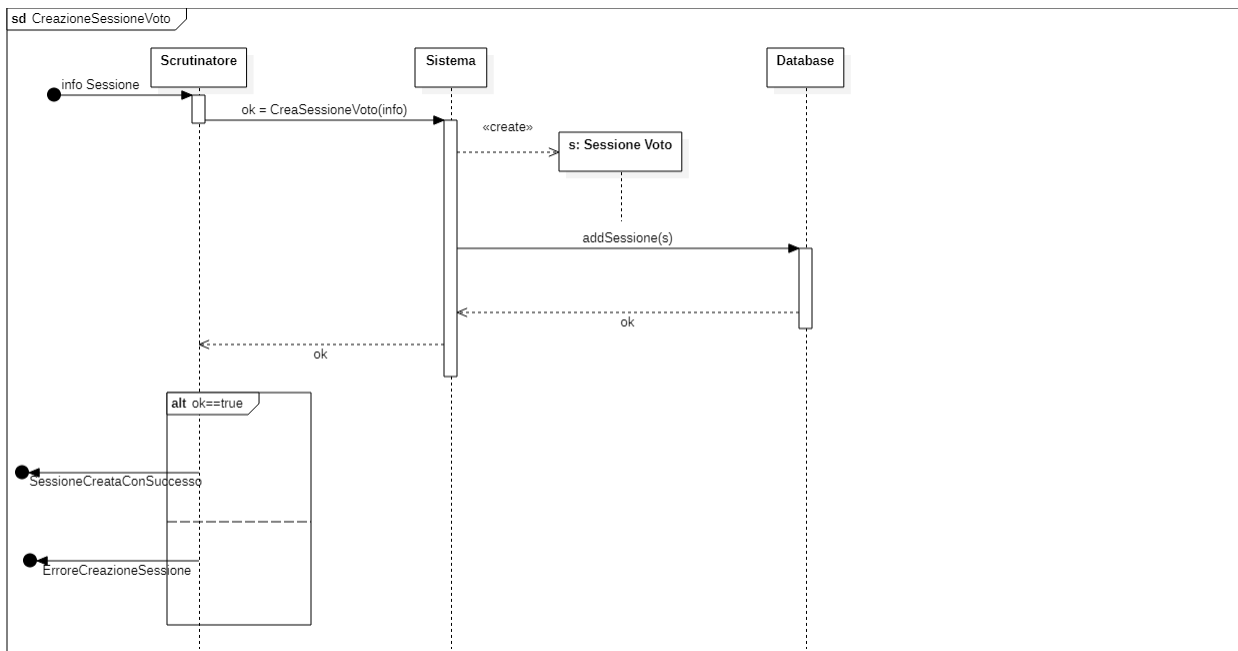 sd CreazioneSessioneVoto
Scrutinatore
Sistema
Database
info Sessione
ok = CreaSessioneVoto(info)
«create»
s: Sessione Voto
addSessione(s)
ok
ok
alt ok==true
SessioneCreataConSuccesso
ErroreCreazioneSessione